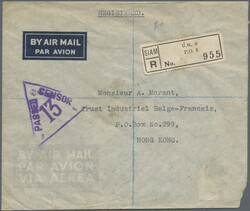 REGISTERED.
BY AIR MAIL
PAR AVION
SIAM
R
No. 955
P.O. 8
PASSED CENSOR
13
Monsieur A. Morant,
Trust Industriel Belge-Francais,
P.O.Box No.299,
HONG KONG.
BY AIR MAIL
PAR AVION
VIA AEREA